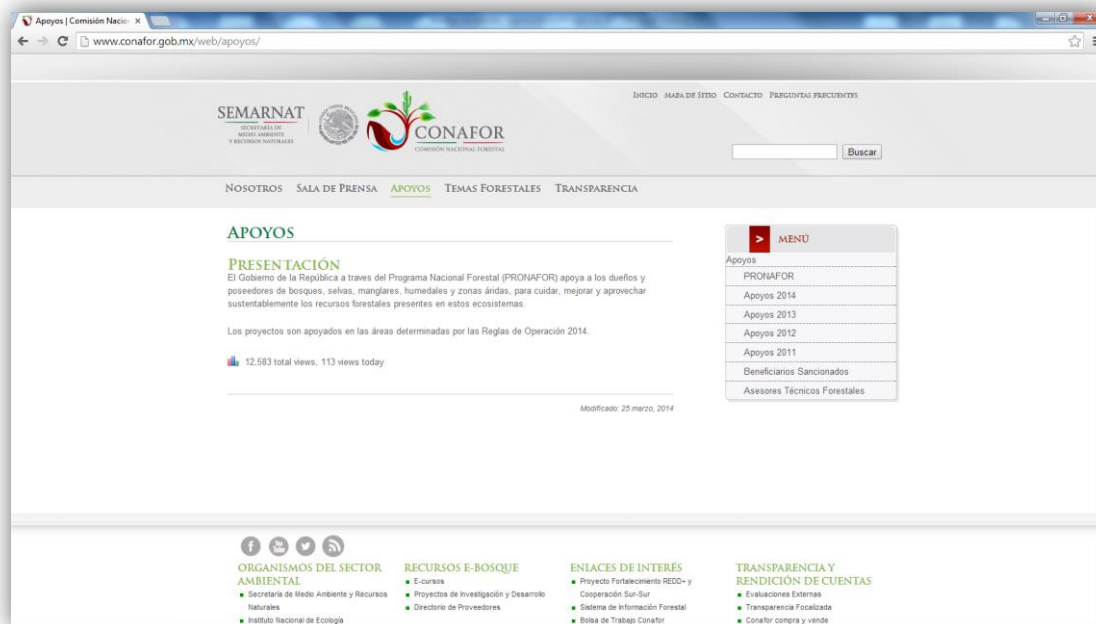 Apoyos | Comisión Nacion
www.conafor.gob.mx/web/apoyos/
INICIO MAPA DE SITIO CONTACTO PREGUNTAS FRECUENTES
SEMARNAT
SECRETARÍA DE
MEDIO AMBIENTE
Y RECURSOS NATURALES
CONAFOR
COMISIÓN NACIONAL FORESTAL
Buscar
NOSOTROS SALA DE PRENSA APOYOS TEMAS FORESTALES TRANSPARENCIA
APOYOS
PRESENTACIÓN
El Gobierno de la República a traves del Programa Nacional Forestal (PRONAFOR) apoya a los dueños y
poseedores de bosques, selvas, manglares, humedales y zonas áridas, para cuidar, mejorar y aprovechar
sustentablemente los recursos forestales presentes en estos ecosistemas.
Los proyectos son apoyados en las áreas determinadas por las Reglas de Operación 2014.
12,583 total views, 113 views today
Modificado: 25 marzo, 2014
> MENÚ
Apoyos
PRONAFOR
Apoyos 2014
Apoyos 2013
Apoyos 2012
Apoyos 2011
Beneficiarios Sancionados
Asesores Técnicos Forestales
ORGANISMOS DEL SECTOR
AMBIENTAL
Secretaría de Medio Ambiente y Recursos
Naturales
Instituto Nacional de Ecología
RECURSOS E-BOSQUE
E-cursos
Proyectos de Investigación y Desarrollo
Directorio de Proveedores
ENLACES DE INTERÉS
Proyecto Fortalecimiento REDD+ y
Cooperación Sur-Sur
Sistema de Información Forestal
Bolsa de Trabajo Conafor
TRANSPARENCIA Y
RENDICIÓN DE CUENTAS
Evaluaciones Externas
Transparencia Focalizada
Conafor compra y vende